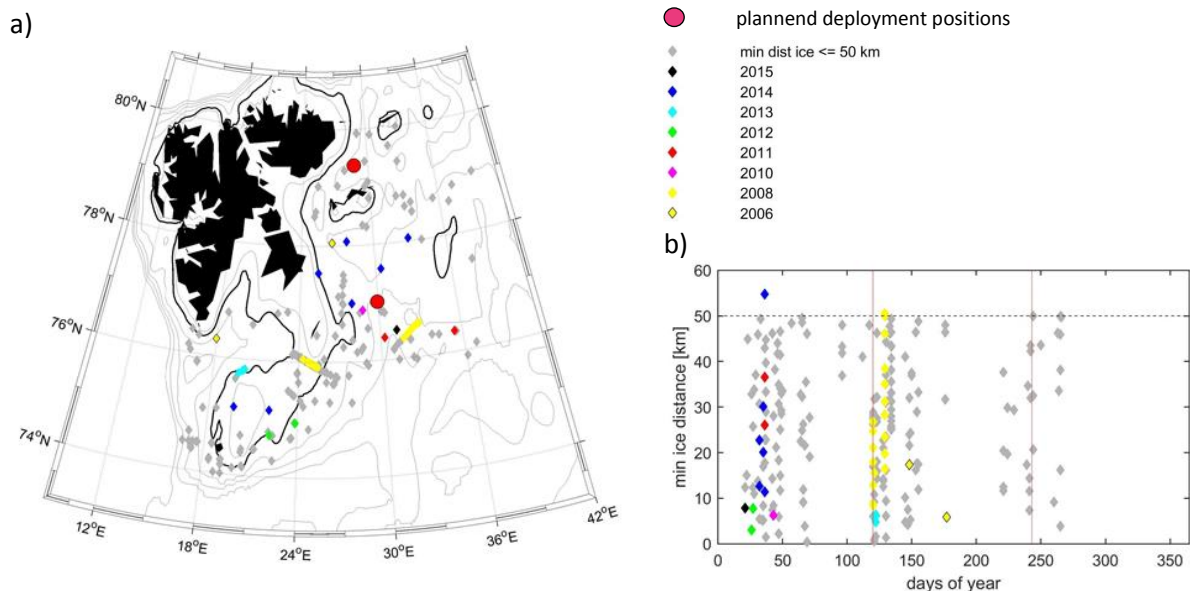 a)
plannend deployment positions
min dist ice <= 50 km
2015
2014
2013
2012
2011
2010
2008
2006
80°N
78°N
76°N
74°N
12°E
18°E
24°E
30°E
36°E
42°E
b)
60
50
40
30
20
10
0
min ice distance [km]
0
50
100
150
200
250
300
350
days of year